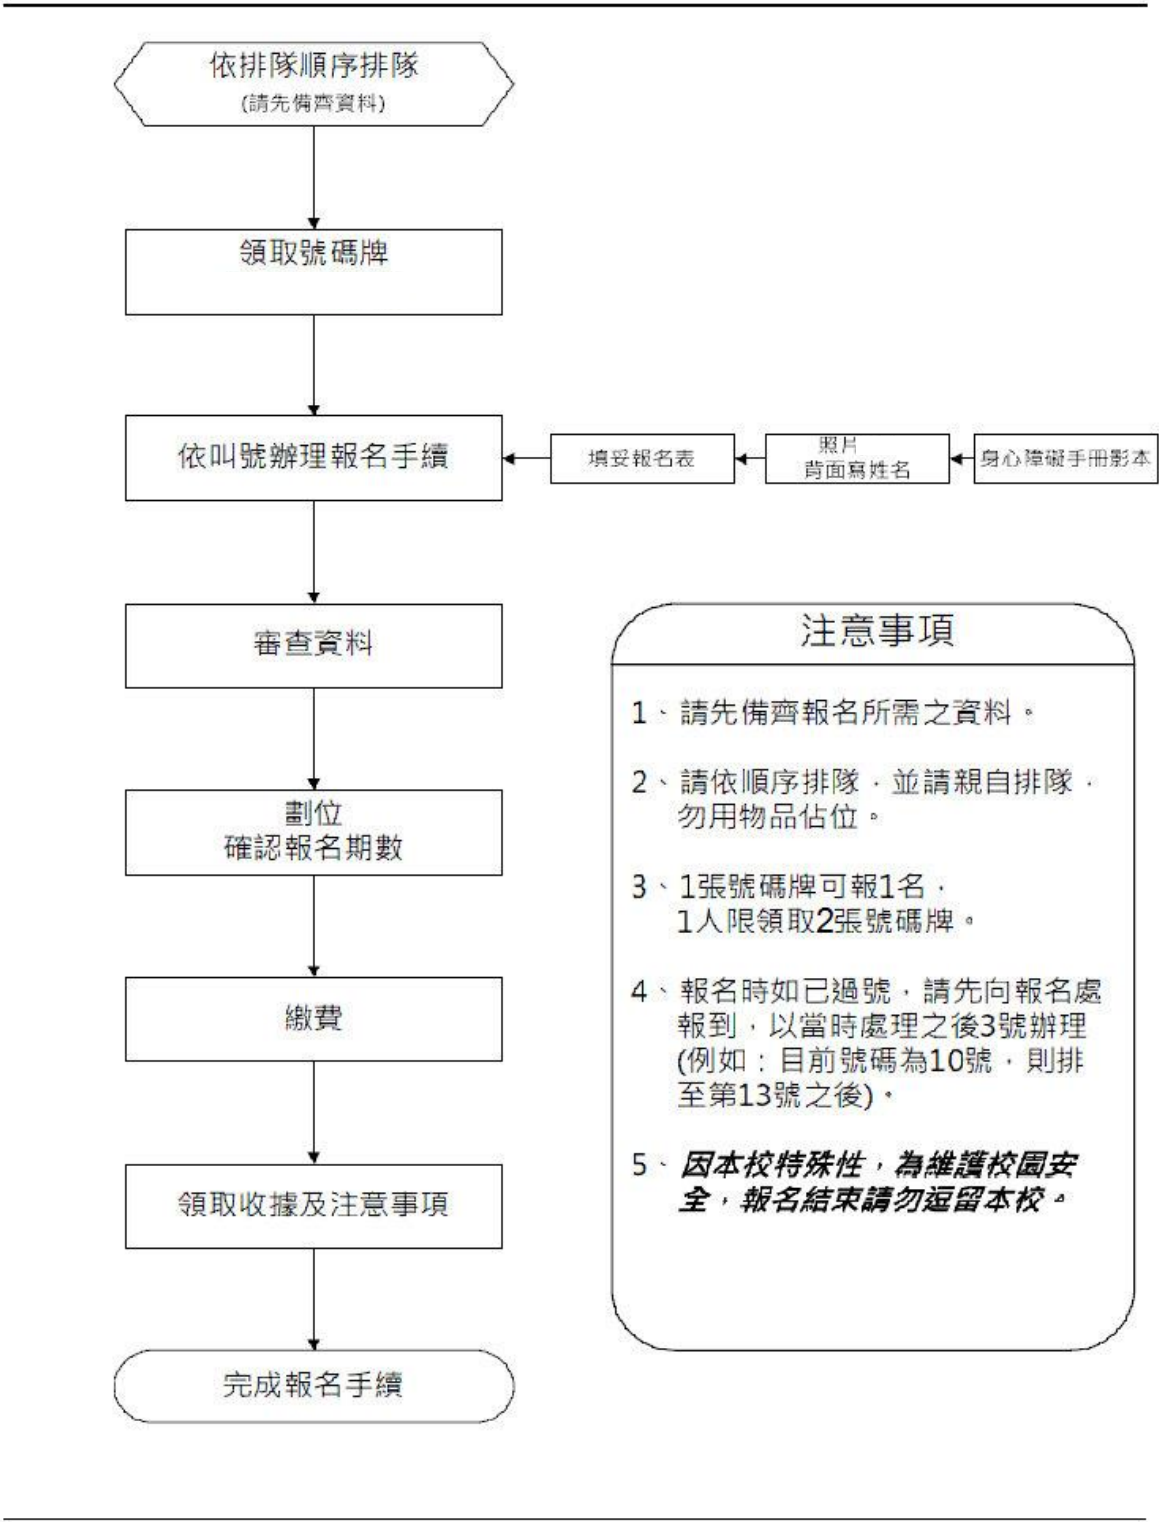 依排隊順序排隊
(請先備齊資料)
領取號碼牌
依叫號辦理報名手續
填妥報名表
照片
背面寫姓名
身心障礙手冊影本
審查資料
劃位
確認報名期數
繳費
領取收據及注意事項
完成報名手續
注意事項
1、請先備齊報名所需之資料。
2、請依順序排隊，並請親自排隊，
勿用物品佔位。
3、1張號碼牌可報1名，
1人限領取2張號碼牌。
4、報名時如已過號，請先向報名處
報到，以當時處理之後3號辦理
(例如：目前號碼為10號，則排
至第13號之後)。
5、因本校特殊性，為維護校園安
全，報名結束請勿逗留本校。